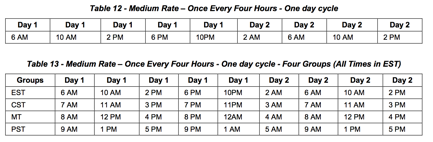 Table 12 - Medium Rate – Once Every Four Hours - One day cycle
Day 1 Day 1 Day 1 Day 1 Day 1 Day 2 Day 2 Day 2 Day 2
6 AM 10 AM 2 PM 6 PM 10PM 2 AM 6 AM 10 AM 2 PM
Table 13 - Medium Rate – Once Every Four Hours - One day cycle - Four Groups (All Times in EST)
Groups Day 1 Day 1 Day 1 Day 1 Day 1 Day 2 Day 2 Day 2 Day 2
EST 6 AM 10 AM 2 PM 6 PM 10PM 2 AM 6 AM 10 AM 2 PM
CST 7 AM 11 AM 3 PM 7 PM 11PM 3 AM 7 AM 11 AM 3 PM
MT 8 AM 12 PM 4 PM 8 PM 12AM 4 AM 8 AM 12 PM 4 PM
PST 9 AM 1 PM 5 PM 9 PM 1 AM 5 AM 9 AM 1 PM 5 PM